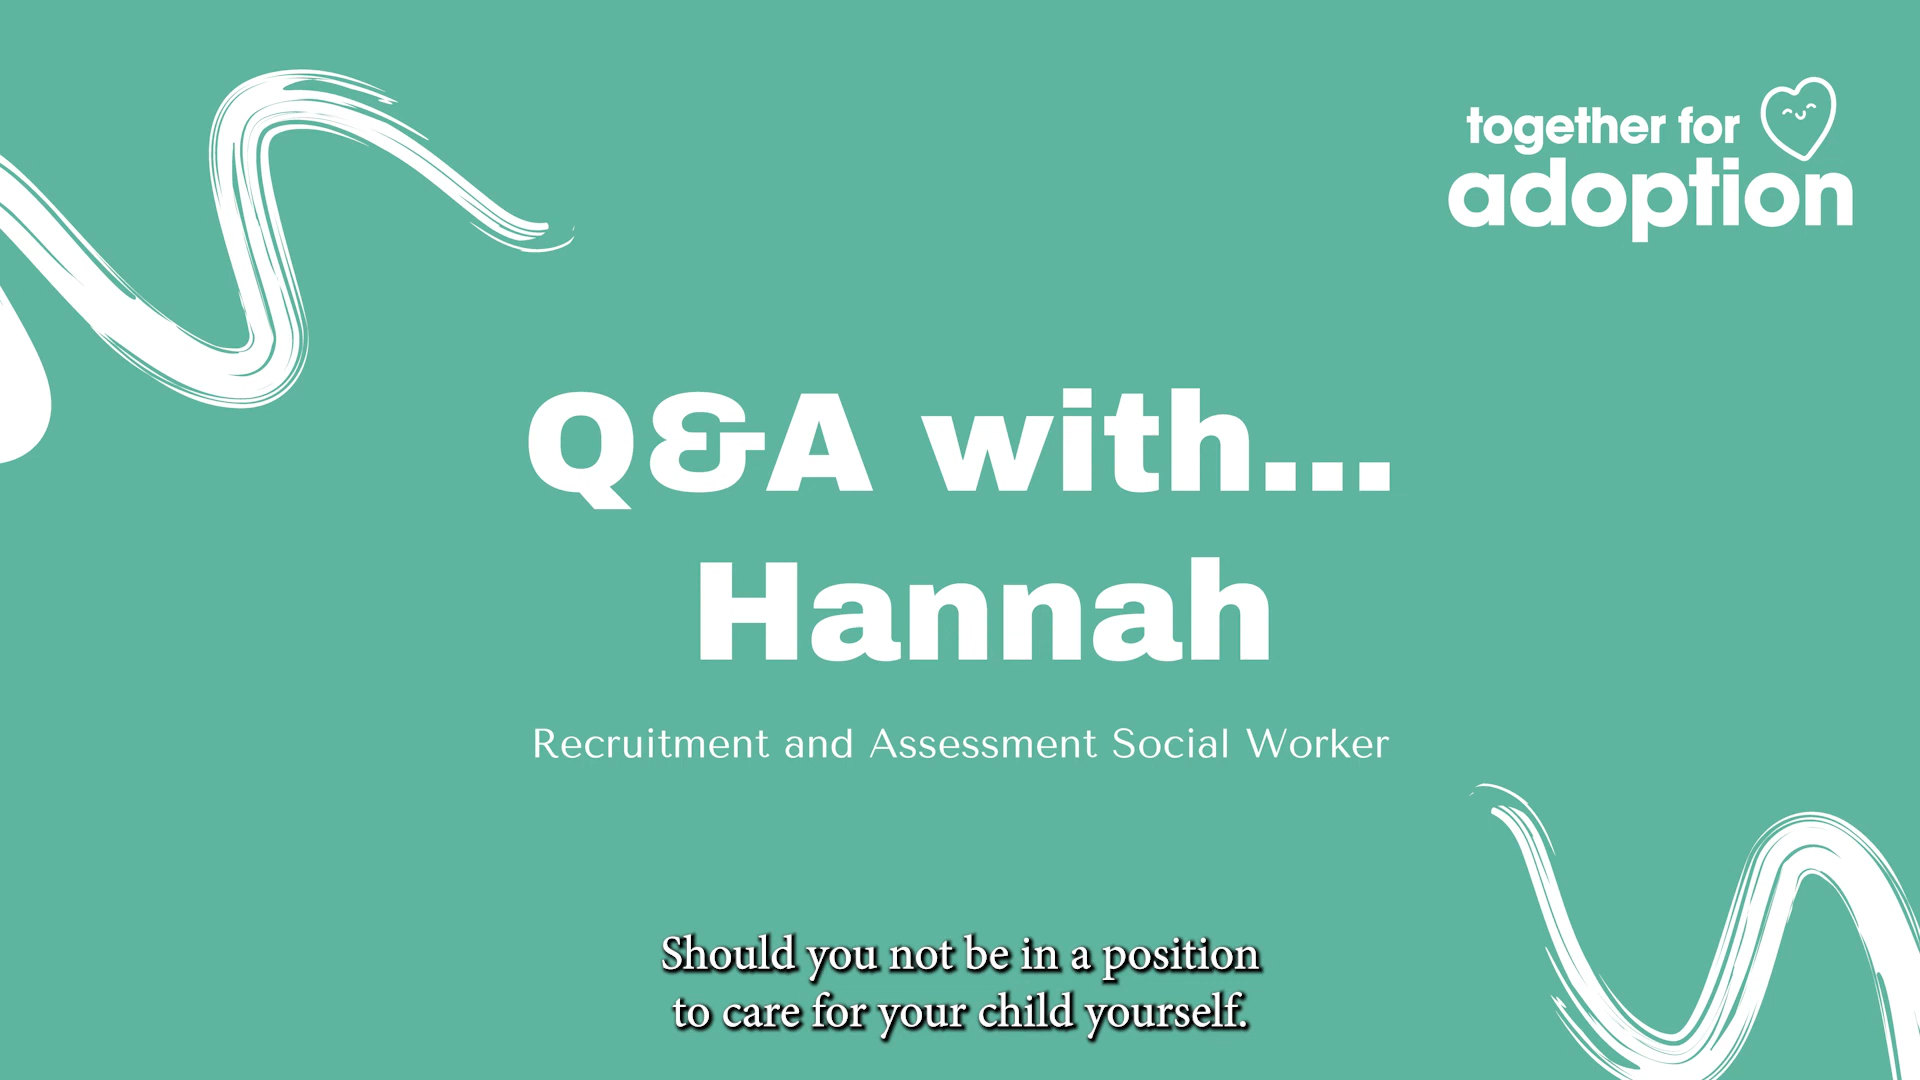 together for
adoption
Q&A with...
Hannah
Recruitment and Assessment Social Worker
Should you not be in a position
to care for your child yourself.